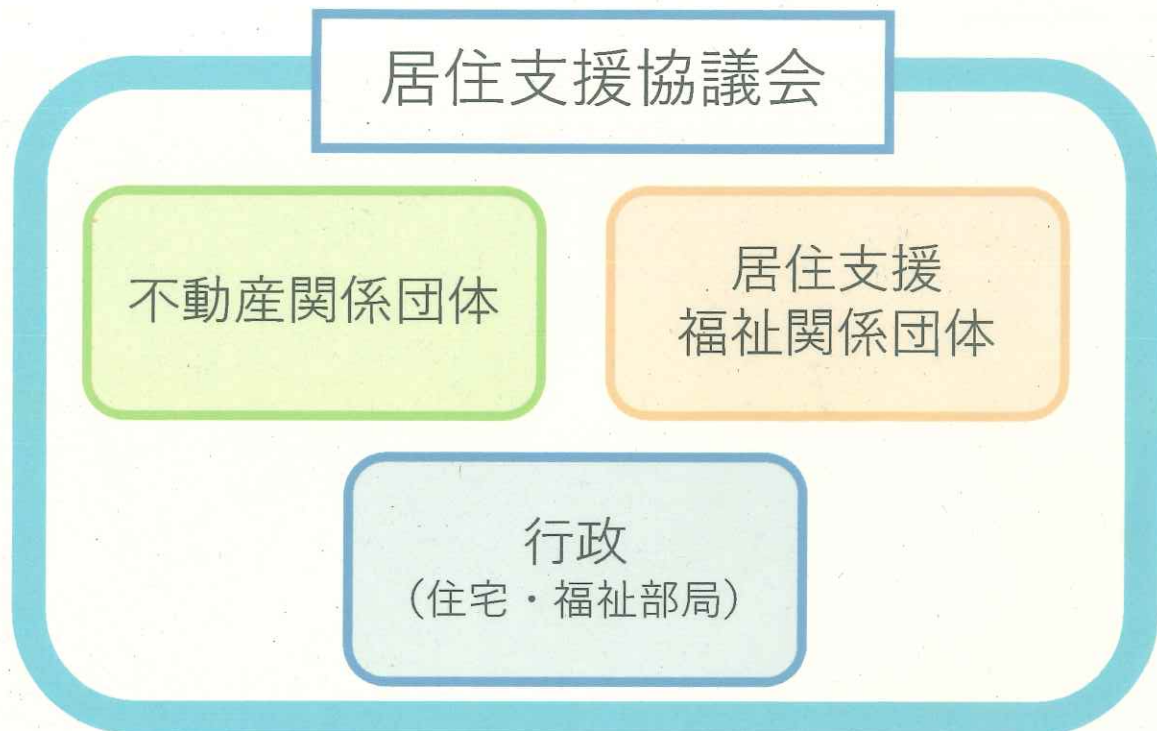 居住支援協議会
不動産関係団体
居住支援
福祉関係団体
行政
（住宅・福祉部局）